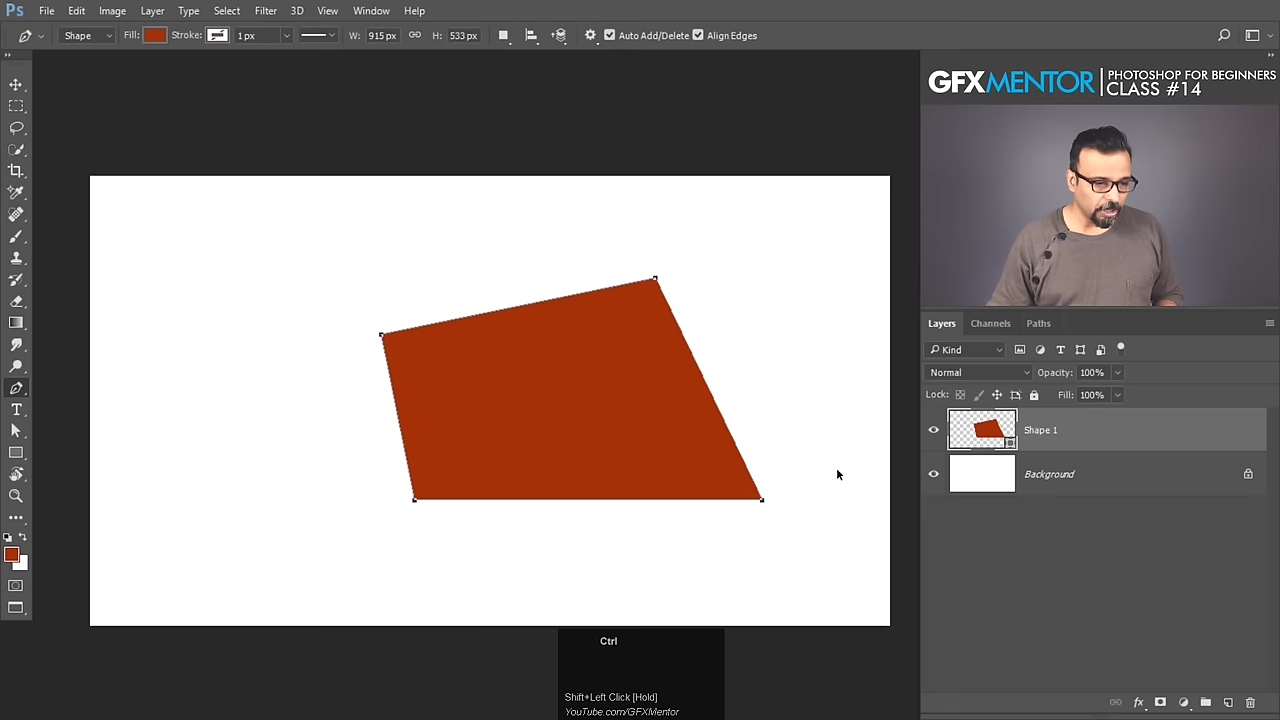 Ps File Edit Image Layer Type Select Filter 3D View Window Help
Shape Fill: Stroke: 1 px W: 915 px H: 533 px Auto Add/Delete Align Edges
GFXMENTOR PHOTOSHOP FOR BEGINNERS
CLASS #14
Layers Channels Paths
Kind
Normal Opacity: 100%
Lock: Fill: 100%
Shape 1
Background
Ctrl
Shift+Left Click [Hold]
YouTube.com/GFXMentor
fx